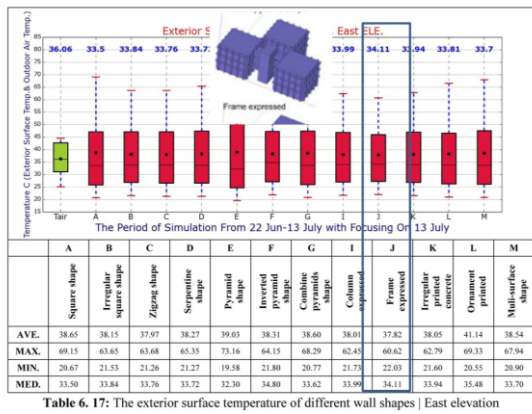 Exterior S East ELE.
36.06 33.5 33.84 33.76 33.7 33.99 34.11 .94 33.81 33.7
85
80
75
70
65
60
55
50
45
40
35
30
25
20
15
Temperature C (Exterior Surface Temp.& Outdoor Air Temp.)
Frame expressed
Tair A B C D E F G I J K L M
The Period of Simulation From 22 Jun-13 July with Focusing On 13 July
A B C D E F G I J K L M
Square shape
Irregular square shape
Zigzag shape
Serpentine shape
Pyramid shape
Inverted pyramid shape
Combine pyramids shape
Column expressed
Frame expressed
Irregular printed concrete
Ornament printed
Muli-surface shape
AVE. 38.65 38.15 37.97 38.27 39.03 38.31 38.60 38.01 37.82 38.05 41.14 38.54
MAX. 69.15 63.65 63.68 65.35 73.16 64.15 68.29 62.45 60.62 62.79 69.33 67.94
MIN. 20.67 21.53 21.26 21.27 19.58 21.80 20.77 21.73 22.03 21.60 20.55 20.90
MED. 33.50 33.84 33.76 33.72 32.30 34.80 33.62 33.99 34.11 33.94 35.48 33.70
Table 6. 17: The exterior surface temperature of different wall shapes | East elevation